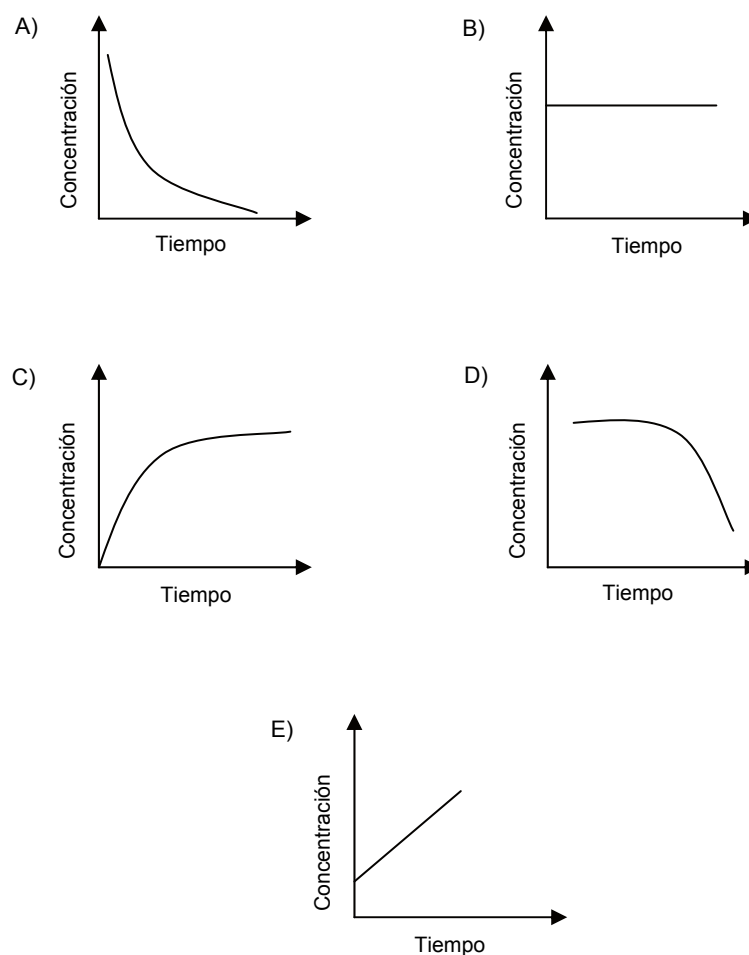 A)
Concentración
Tiempo
B)
Concentración
Tiempo
C)
Concentración
Tiempo
D)
Concentración
Tiempo
E)
Concentración
Tiempo